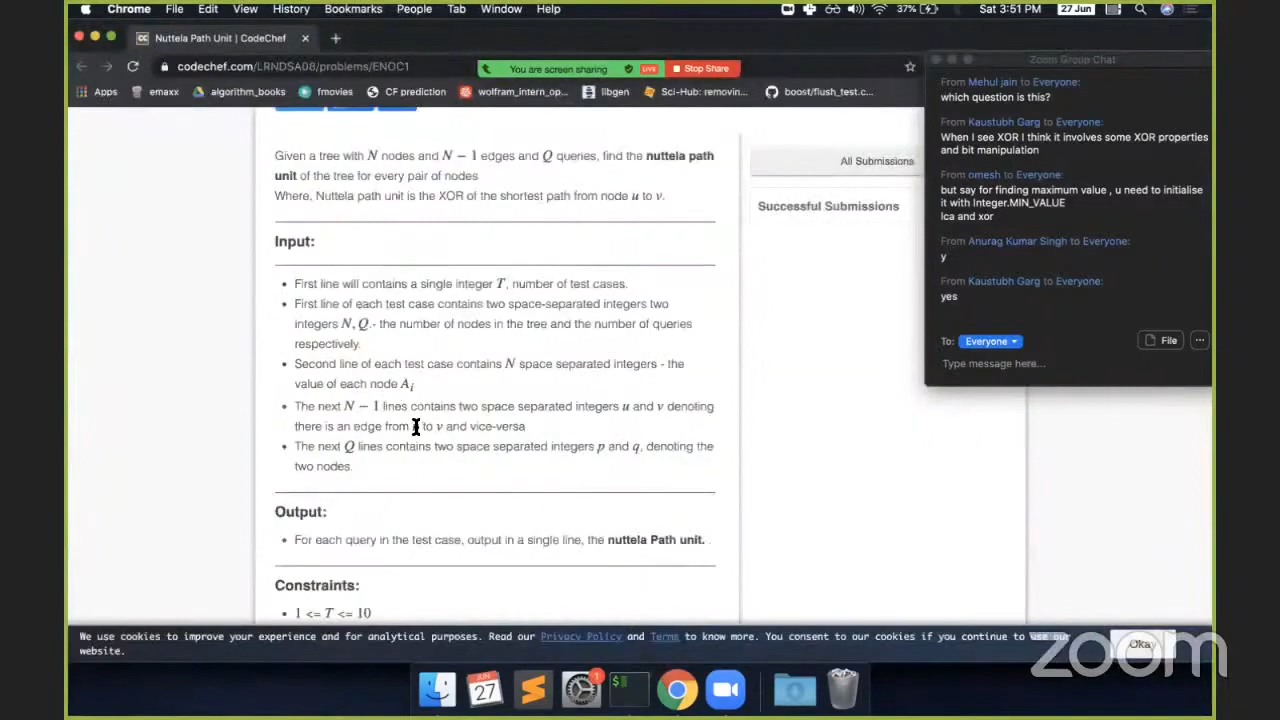 Chrome File Edit View History Bookmarks People Tab Window Help 37% Sat 3:51 PM 27 Jun
Nuttela Path Unit | CodeChef
codechef.com/LRNDSA08/problems/ENOC1
You are screen sharing LIVE Stop Share
Apps emaxx algorithm_books fmovies CF prediction wolfram_intern_op... libgen Sci-Hub: removin... boost/flush_test.c...
Given a tree with N nodes and N − 1 edges and Q queries, find the nuttela path
unit of the tree for every pair of nodes
Where, Nuttela path unit is the XOR of the shortest path from node u to v.
Input:
First line will contains a single integer T, number of test cases.
First line of each test case contains two space-separated integers two
integers N, Q.- the number of nodes in the tree and the number of queries
respectively.
Second line of each test case contains N space separated integers - the
value of each node Ai
The next N − 1 lines contains two space separated integers u and v denoting
there is an edge from to v and vice-versa
The next Q lines contains two space separated integers p and q, denoting the
two nodes.
Output:
For each query in the test case, output in a single line, the nuttela Path unit. .
Constraints:
1 <= T <= 10
All Submissions
Successful Submissions
Zoom Group Chat
From Mehul jain to Everyone:
which question is this?
From Kaustubh Garg to Everyone:
When I see XOR I think it involves some XOR properties
and bit manipulation
From omesh to Everyone:
but say for finding maximum value , u need to initialise
it with Integer.MIN_VALUE
lca and xor
From Anurag Kumar Singh to Everyone:
y
From Kaustubh Garg to Everyone:
yes
To: Everyone File ...
Type message here...
We use cookies to improve your experience and for analytical purposes. Read our Privacy Policy and Terms to know more. You consent to our cookies if you continue to use our
website.
Okay
zoom
JUN
27
1
$